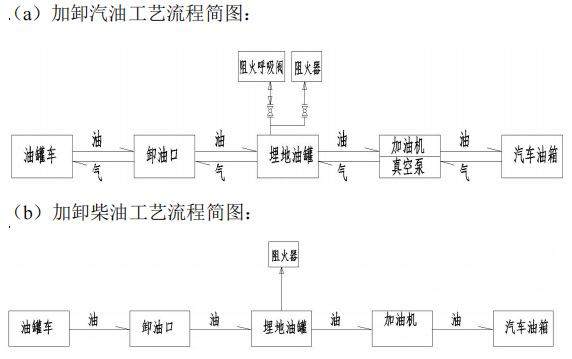 (a) 加卸汽油工艺流程简图：
阻火呼吸阀 阻火器
油 油 油 油
油罐车 卸油口 埋地油罐 加油机 汽车油箱
真空泵
气 气 气 气
(b) 加卸柴油工艺流程简图：
阻火器
油 油 油 油
油罐车 卸油口 埋地油罐 加油机 汽车油箱